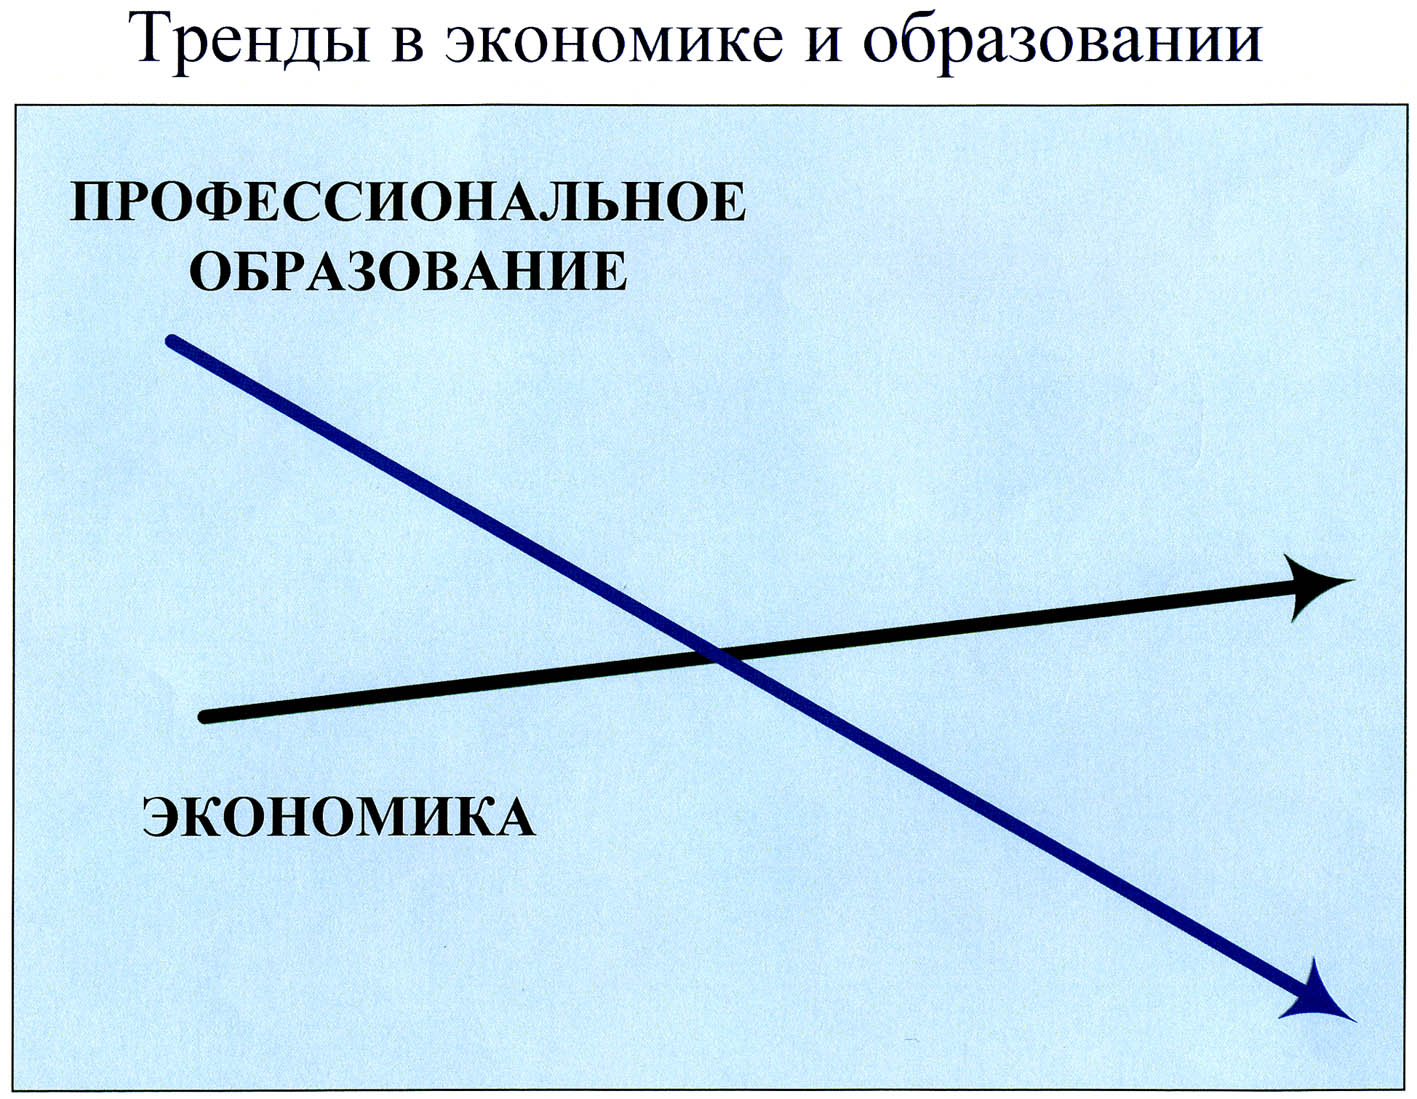 Тренды в экономике и образовании
ПРОФЕССИОНАЛЬНОЕ
ОБРАЗОВАНИЕ
ЭКОНОМИКА